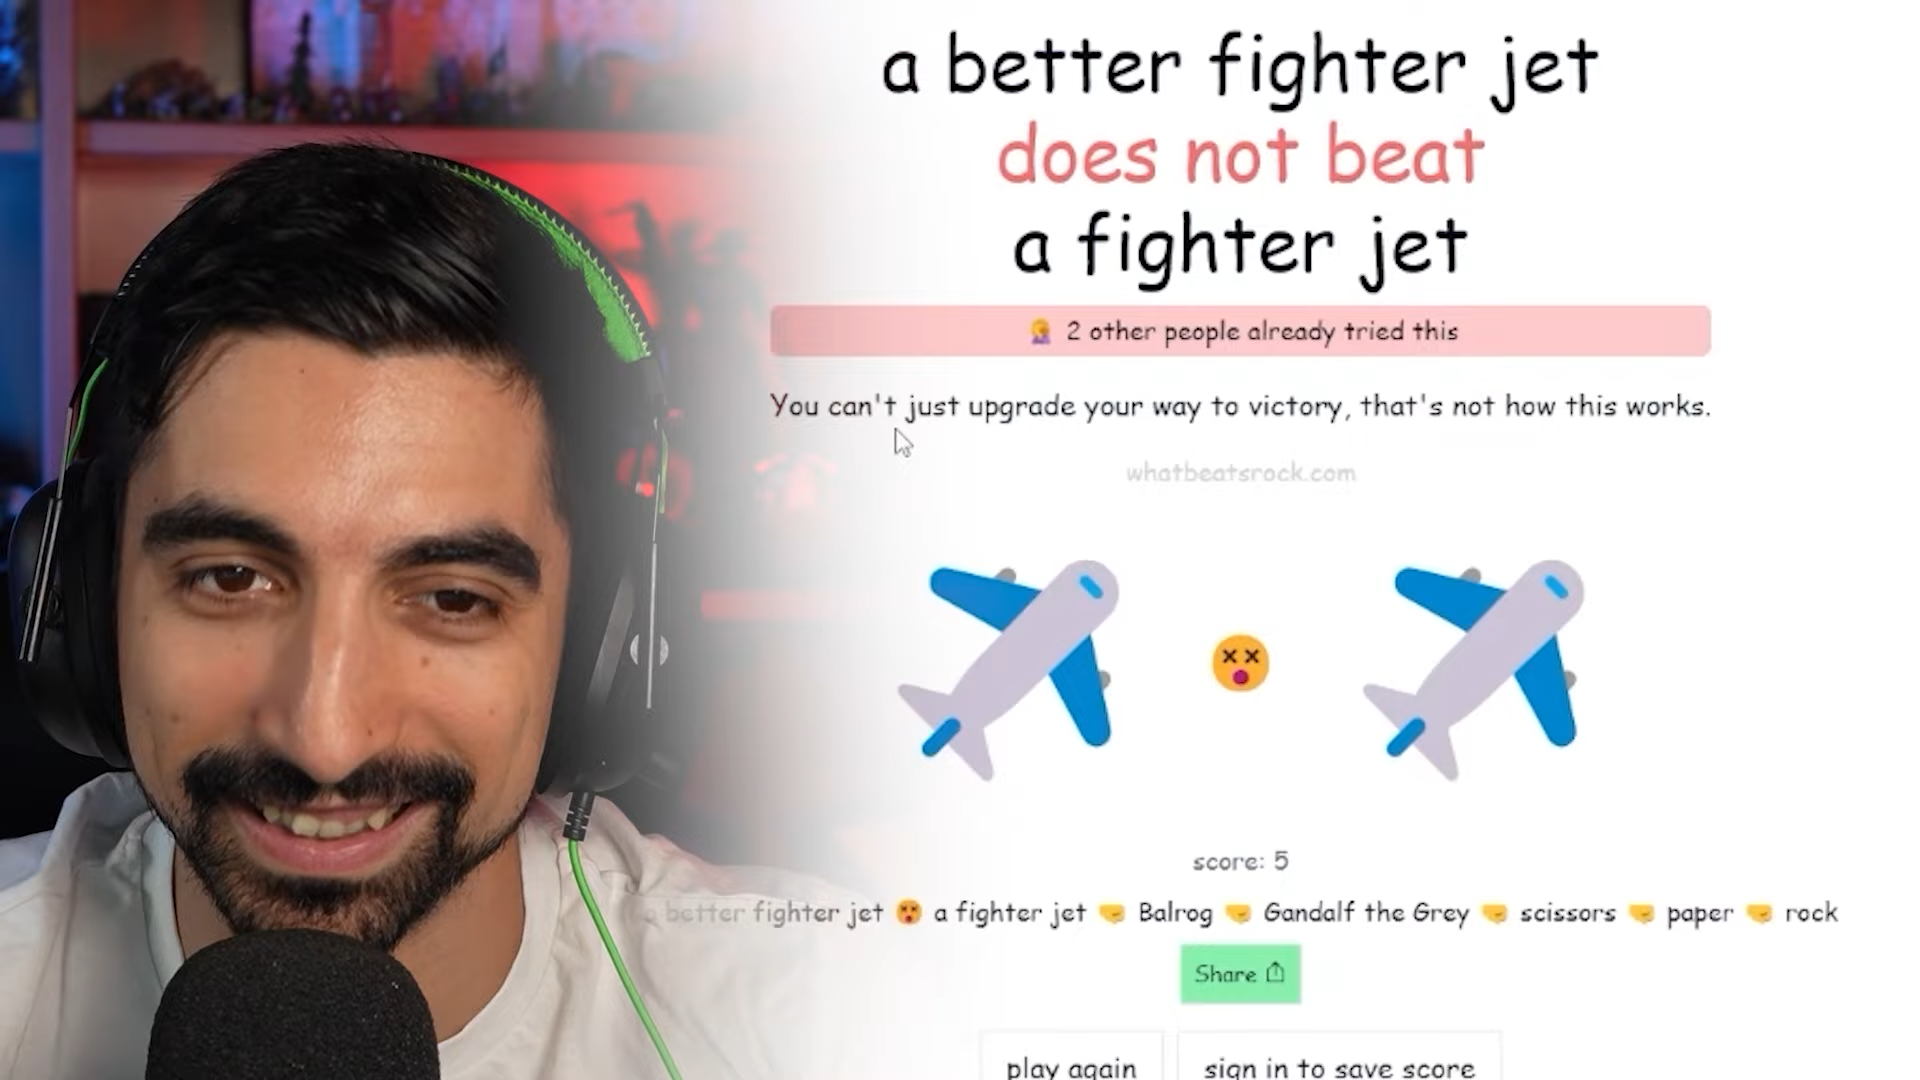 a better fighter jet
does not beat
a fighter jet
🤦 2 other people already tried this
You can't just upgrade your way to victory, that's not how this works.
whatbeatsrock.com
score: 5
a better fighter jet 😵 a fighter jet 🤜 Balrog 🤜 Gandalf the Grey 🤜 scissors 🤜 paper 🤜 rock
Share
play again
sign in to save score